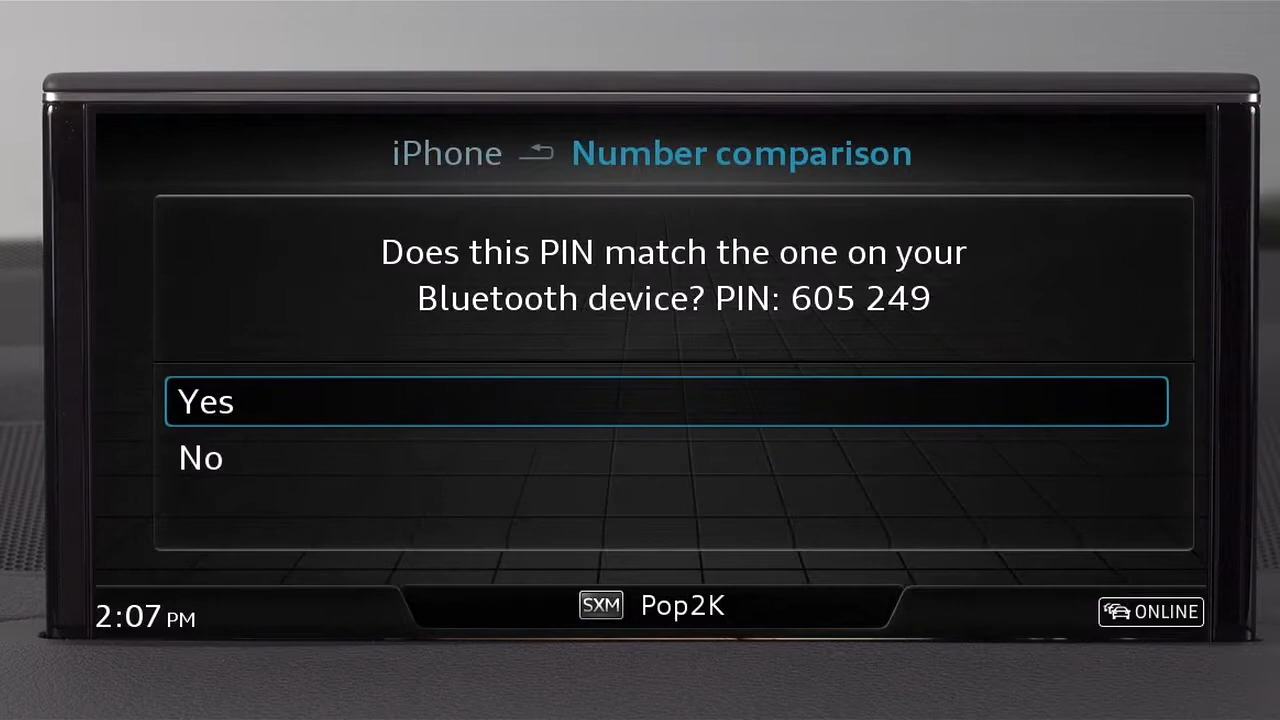 iPhone Number comparison
Does this PIN match the one on your
Bluetooth device? PIN: 605 249
Yes
No
2:07 PM
SXM Pop2K
ONLINE